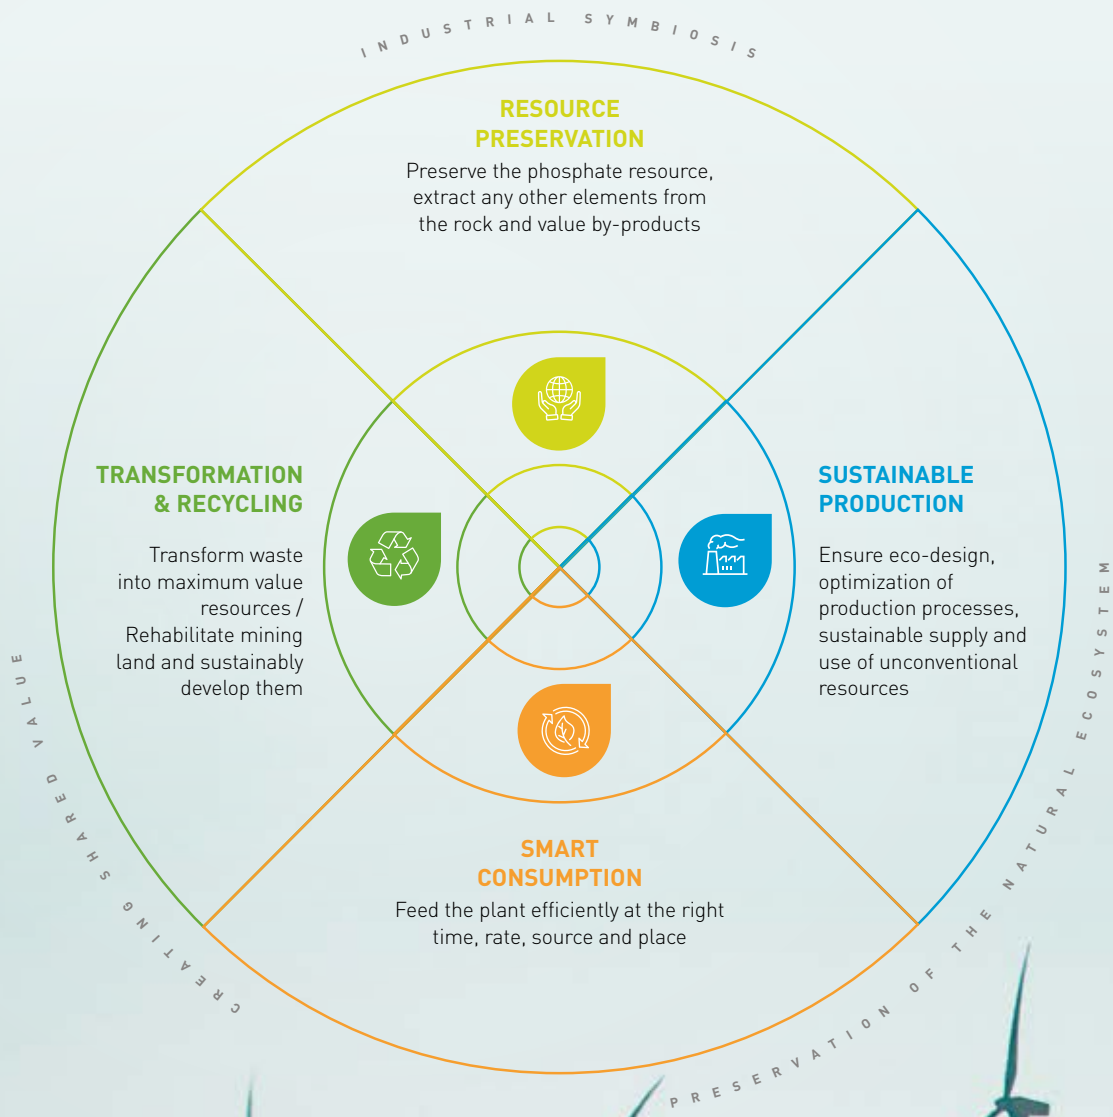 INDUSTRIAL SYMBIOSIS
RESOURCE
PRESERVATION
Preserve the phosphate resource,
extract any other elements from
the rock and value by-products
TRANSFORMATION
& RECYCLING
Transform waste
into maximum value
resources /
Rehabilitate mining
land and sustainably
develop them
SUSTAINABLE
PRODUCTION
Ensure eco-design,
optimization of
production processes,
sustainable supply and
use of unconventional
resources
SMART
CONSUMPTION
Feed the plant efficiently at the right
time, rate, source and place
CREATING SHARED VALUE
PRESERVATION OF THE NATURAL ECOSYSTEM